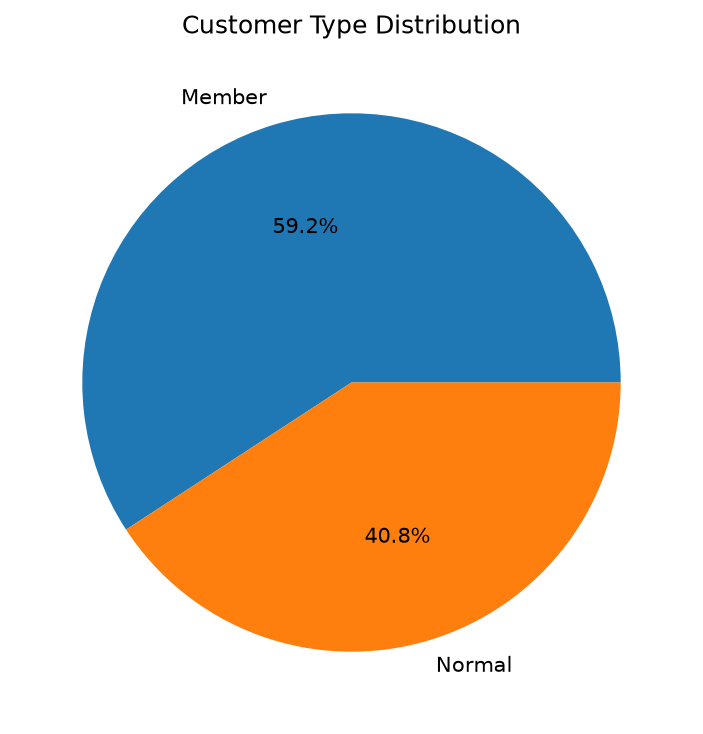 Customer Type Distribution
Member
59.2%
40.8%
Normal